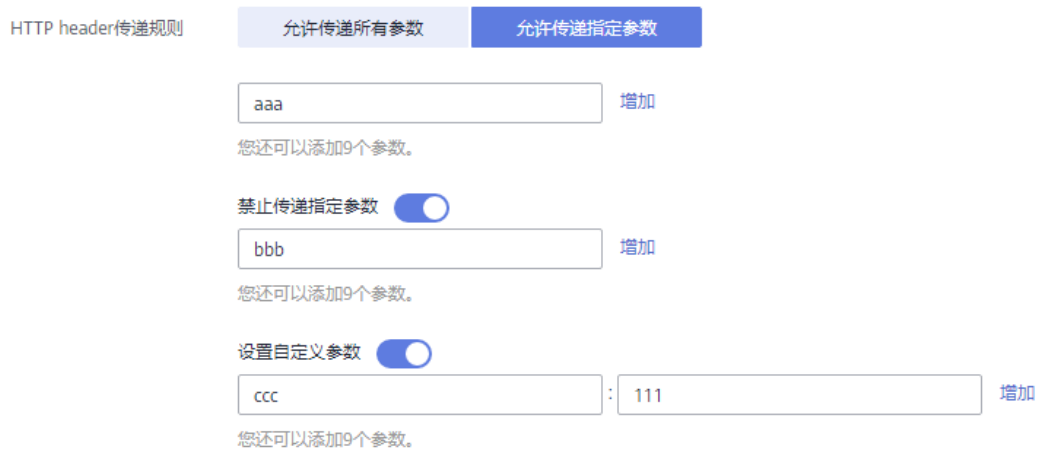 HTTP header传递规则 允许传递所有参数 允许传递指定参数
aaa 增加
您还可以添加9个参数。
禁止传递指定参数
bbb 增加
您还可以添加9个参数。
设置自定义参数
ccc : 111 增加
您还可以添加9个参数。